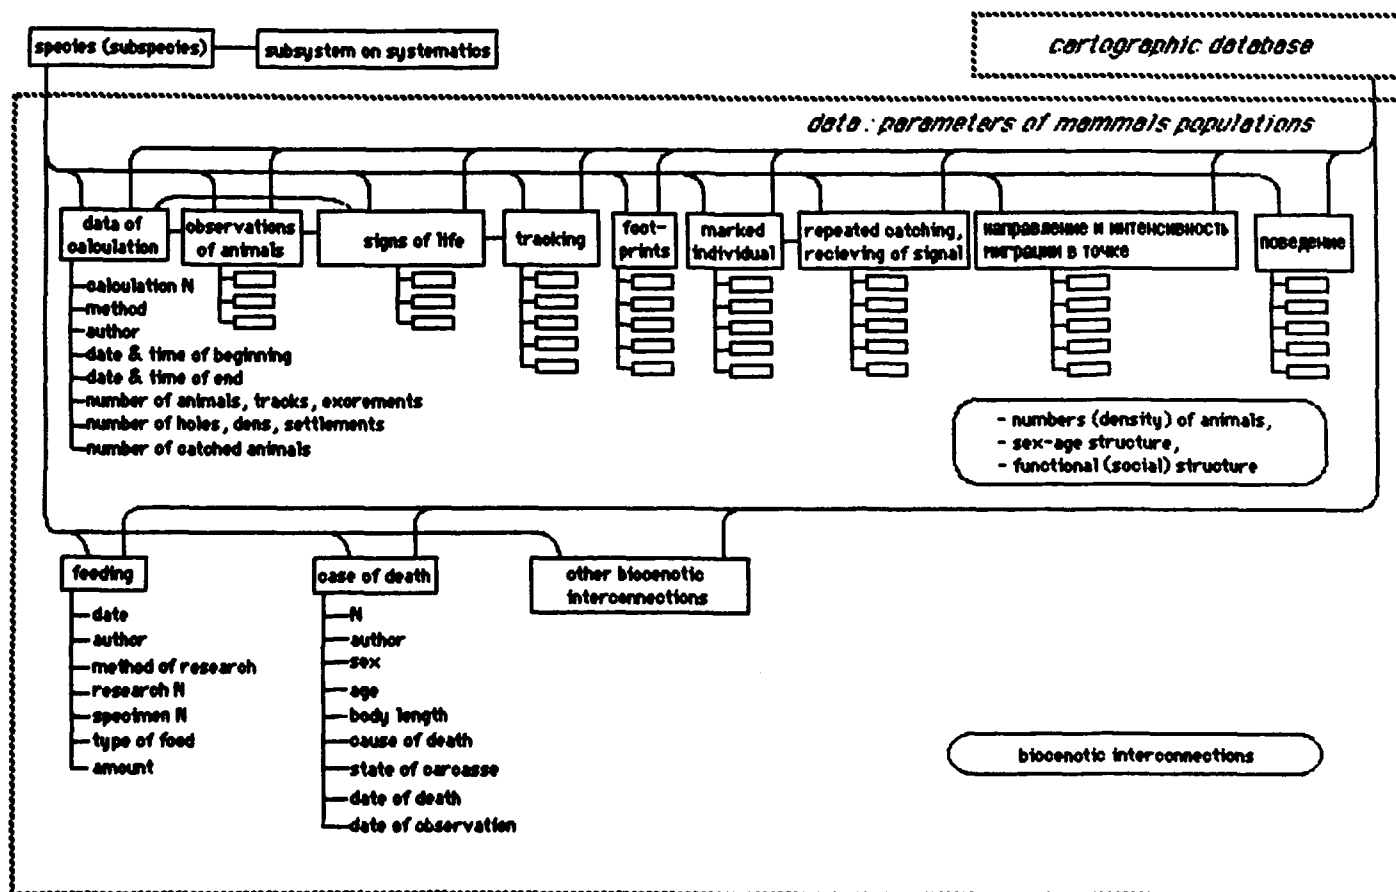 species (subspecies)
subsystem on systematics
cartographic database
data : parameters of mammals populations
data of
calculation
observations
of animals
signs of life
tracking
foot-
prints
marked
individual
repeated catching,
recieving of signal
направление и интенсивность
миграции в точке
поведение
calculation N
method
author
date & time of beginning
date & time of end
number of animals, tracks, excrements
number of holes, dens, settlements
number of catched animals
- numbers (density) of animals,
- sex-age structure,
- functional (social) structure
feeding
case of death
other biocenotic
interconnections
date
author
method of research
research N
specimen N
type of food
amount
N
author
sex
age
body length
cause of death
state of carcasse
date of death
date of observation
biocenotic interconnections